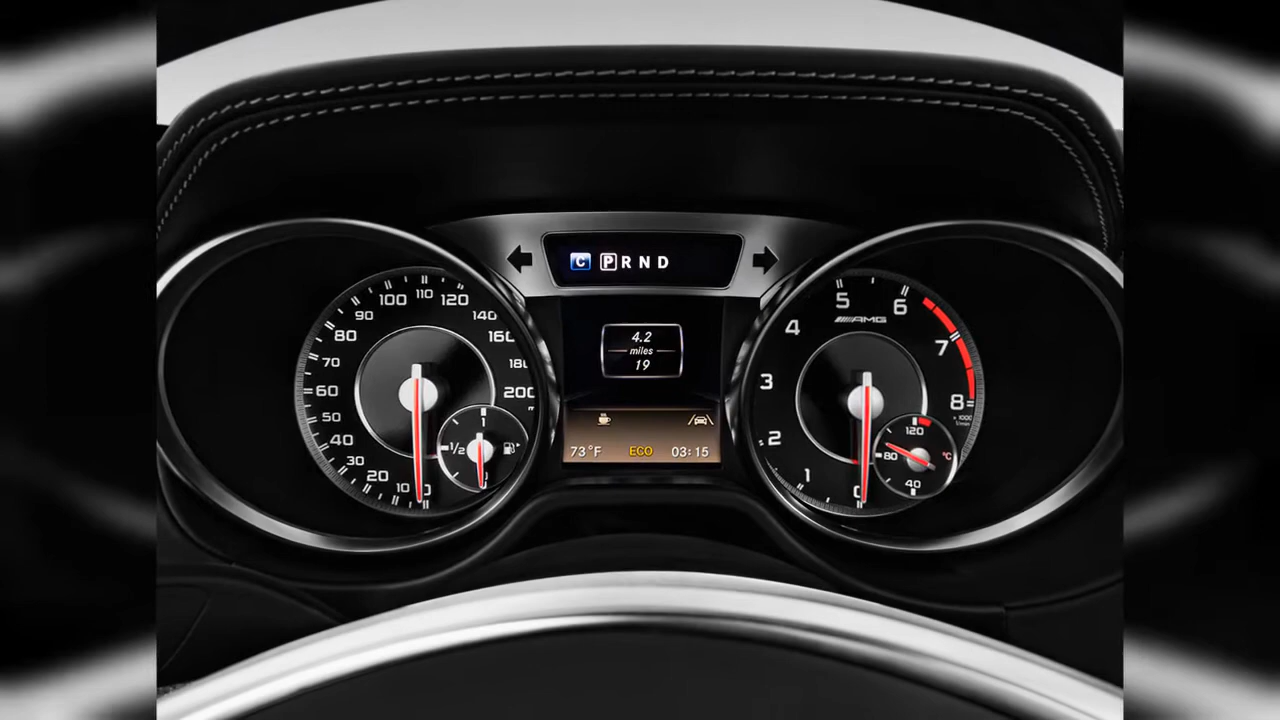 C P R N D
4.2
miles
19
73°F ECO 03:15
0 10 20 30 40 50 60 70 80 90 100 110 120 140 160 180 200
0 1/2 1
0 1 2 3 4 5 6 7 8
AMG
x 1000
1/min
40 80 120 °C